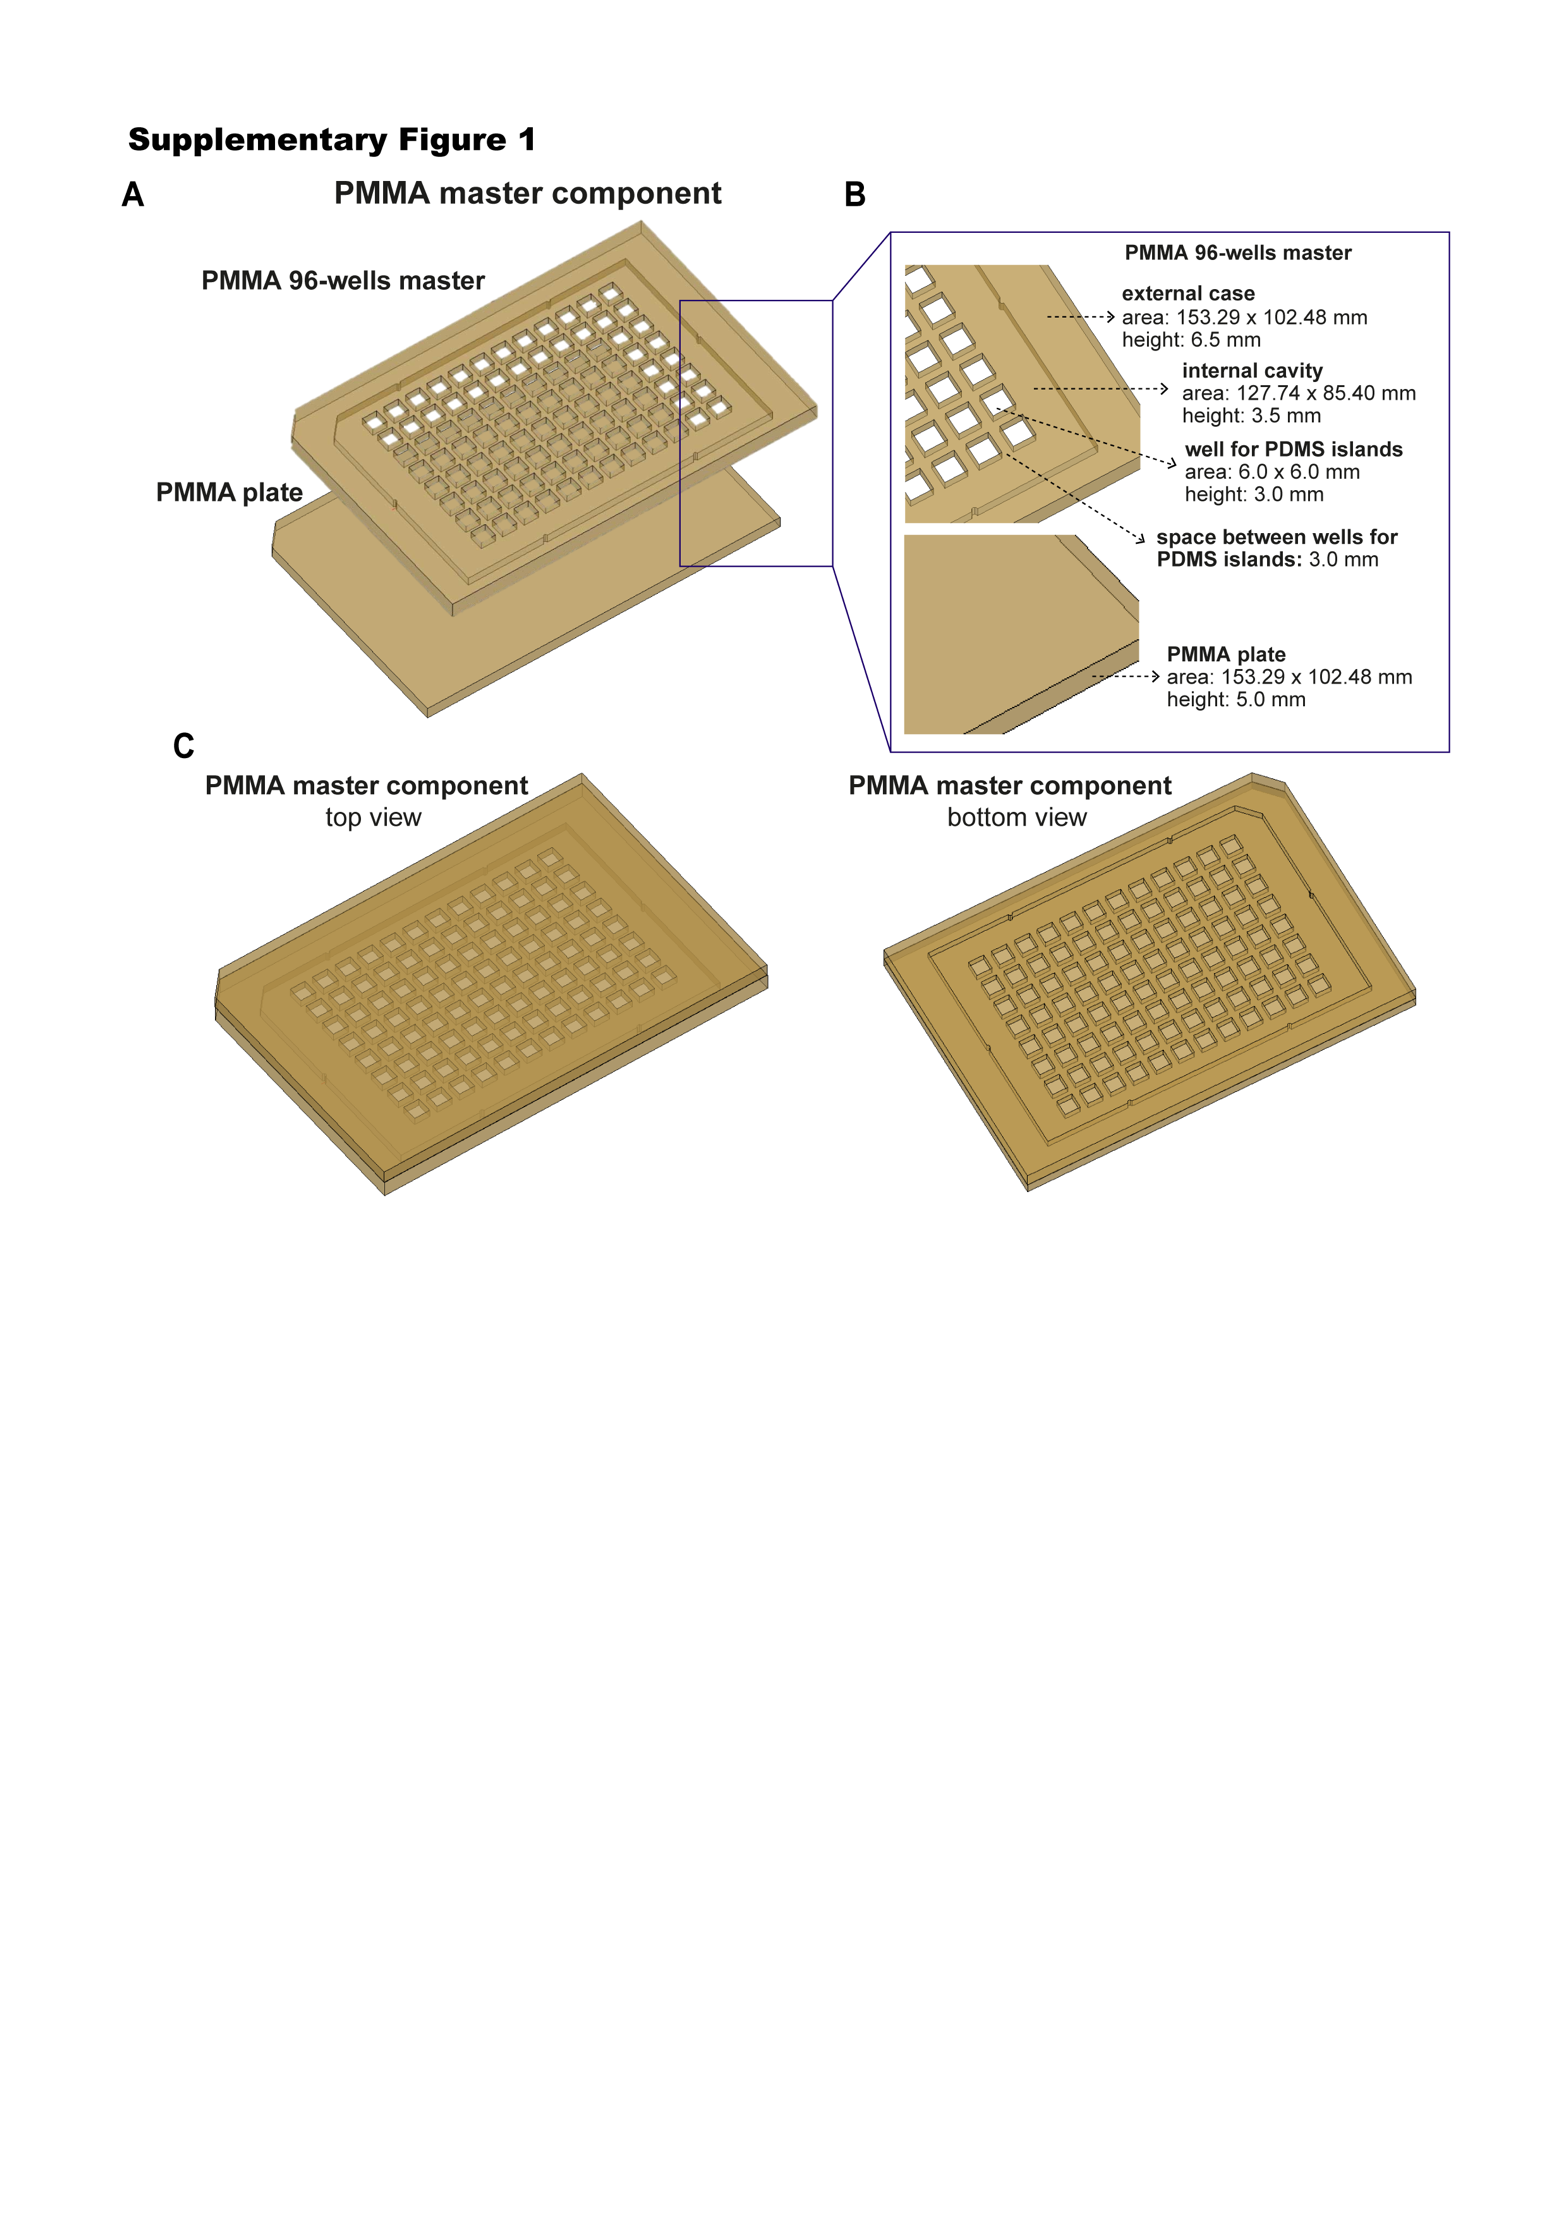 Supplementary Figure 1
A
PMMA master component
PMMA 96-wells master
PMMA plate
B
PMMA 96-wells master
external case
area: 153.29 x 102.48 mm
height: 6.5 mm
internal cavity
area: 127.74 x 85.40 mm
height: 3.5 mm
well for PDMS islands
area: 6.0 x 6.0 mm
height: 3.0 mm
space between wells for
PDMS islands: 3.0 mm
PMMA plate
area: 153.29 x 102.48 mm
height: 5.0 mm
C
PMMA master component
top view
PMMA master component
bottom view